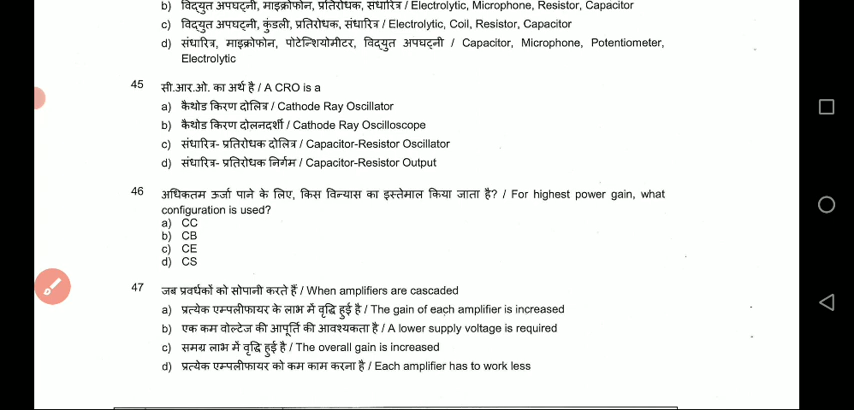 b) विद्युत अपघट्नी, माइक्रोफोन, प्रतिरोधक, संधारित्र / Electrolytic, Microphone, Resistor, Capacitor
c) विद्युत अपघट्नी, कुंडली, प्रतिरोधक, संधारित्र / Electrolytic, Coil, Resistor, Capacitor
d) संधारित्र, माइक्रोफोन, पोटेन्शियोमीटर, विद्युत अपघट्नी / Capacitor, Microphone, Potentiometer,
Electrolytic
45 सी.आर.ओ. का अर्थ है / A CRO is a
a) कैथोड किरण दोलित्र / Cathode Ray Oscillator
b) कैथोड किरण दोलनदर्शी / Cathode Ray Oscilloscope
c) संधारित्र- प्रतिरोधक दोलित्र / Capacitor-Resistor Oscillator
d) संधारित्र- प्रतिरोधक निर्गम / Capacitor-Resistor Output
46 अधिकतम ऊर्जा पाने के लिए, किस विन्यास का इस्तेमाल किया जाता है? / For highest power gain, what
configuration is used?
a) CC
b) CB
c) CE
d) CS
47 जब प्रवर्धकों को सोपानी करते हैं / When amplifiers are cascaded
a) प्रत्येक एम्पलीफायर के लाभ में वृद्धि हुई है / The gain of each amplifier is increased
b) एक कम वोल्टेज की आपूर्ति की आवश्यकता है / A lower supply voltage is required
c) समग्र लाभ में वृद्धि हुई है / The overall gain is increased
d) प्रत्येक एम्पलीफायर को कम काम करना है / Each amplifier has to work less